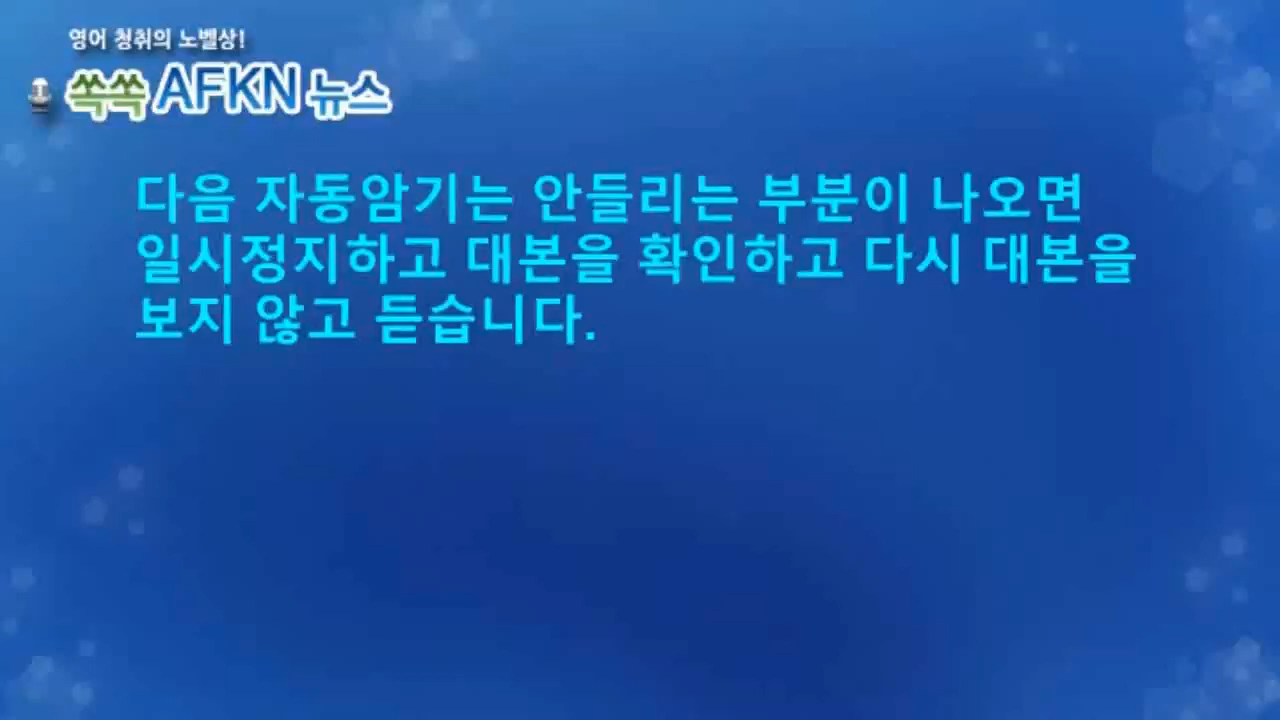 영어 청취의 노벨상!
쏙쏙 AFKN 뉴스
다음 자동암기는 안들리는 부분이 나오면
일시정지하고 대본을 확인하고 다시 대본을
보지 않고 듣습니다.